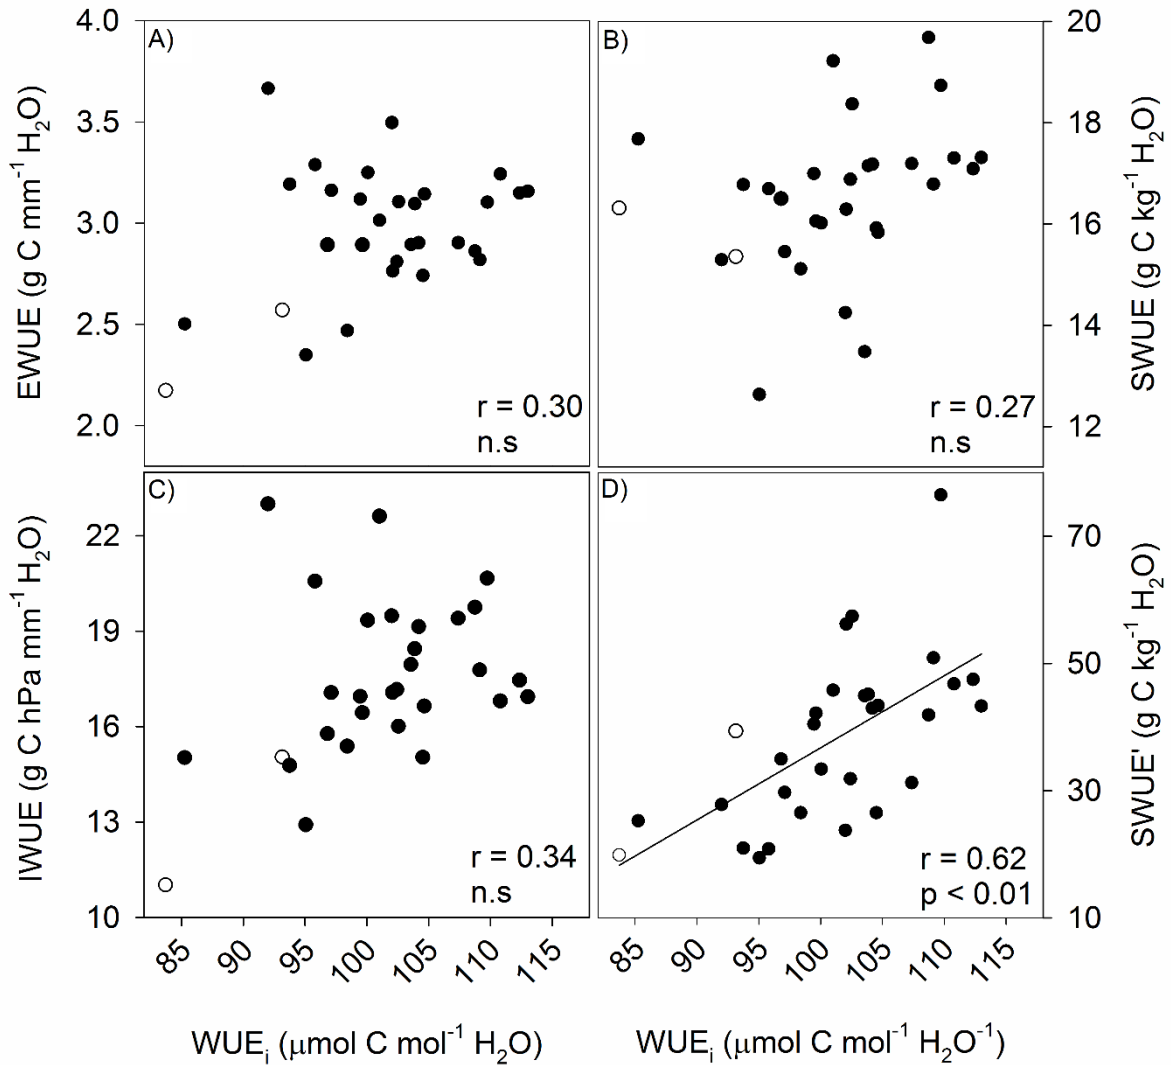 A)
4.0
3.5
3.0
2.5
2.0
EWUE (g C mm⁻¹ H₂O)
r = 0.30
n.s
B)
20
18
16
14
12
SWUE (g C kg⁻¹ H₂O)
r = 0.27
n.s
C)
22
19
16
13
10
IWUE (g C hPa mm⁻¹ H₂O)
r = 0.34
n.s
85 90 95 100 105 110 115
WUEᵢ (μmol C mol⁻¹ H₂O)
D)
70
50
30
10
SWUE' (g C kg⁻¹ H₂O)
r = 0.62
p < 0.01
85 90 95 100 105 110 115
WUEᵢ (μmol C mol⁻¹ H₂O⁻¹)